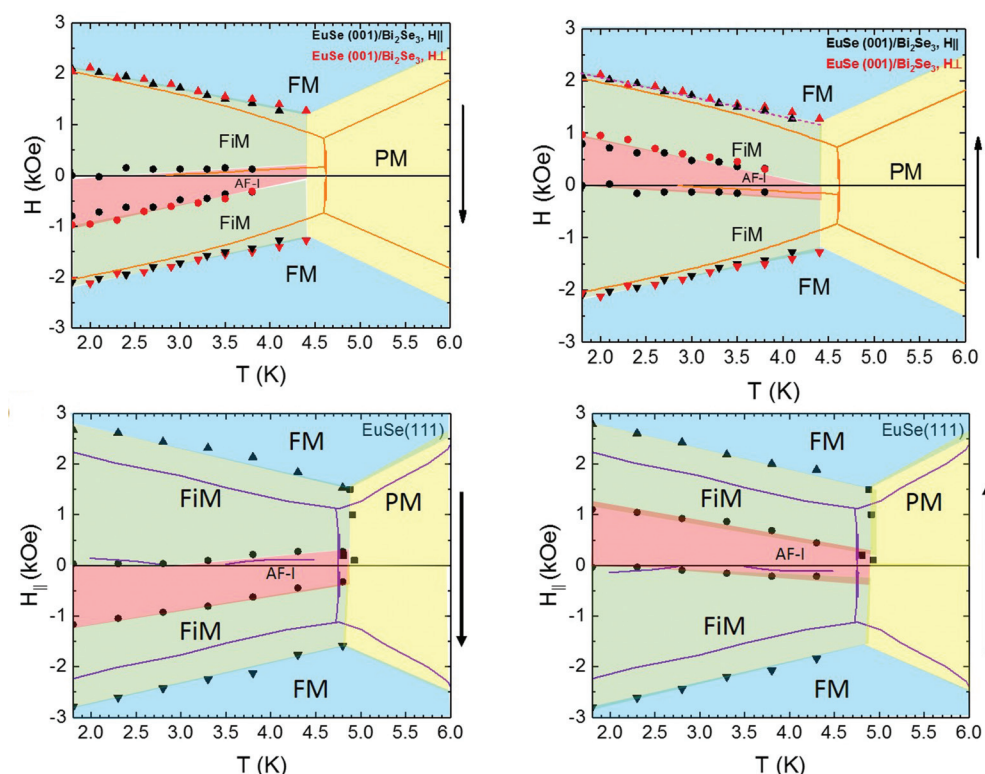 EuSe (001)/Bi₂Se₃, H||
EuSe (001)/Bi₂Se₃, H⊥
FM
FiM
PM
AF-I
FiM
FM
H (kOe)
3
2
1
0
-1
-2
-3
2.0 2.5 3.0 3.5 4.0 4.5 5.0 5.5 6.0
T (K)
EuSe (001)/Bi₂Se₃, H||
EuSe (001)/Bi₂Se₃, H⊥
FM
FiM
PM
AF-I
FiM
FM
H (kOe)
3
2
1
0
-1
-2
-3
2.0 2.5 3.0 3.5 4.0 4.5 5.0 5.5 6.0
T (K)
EuSe(111)
FM
FiM
PM
AF-I
FiM
FM
H|| (kOe)
3
2
1
0
-1
-2
-3
2.0 2.5 3.0 3.5 4.0 4.5 5.0 5.5 6.0
T (K)
EuSe(111)
FM
FiM
PM
AF-I
FiM
FM
H|| (kOe)
3
2
1
0
-1
-2
-3
2.0 2.5 3.0 3.5 4.0 4.5 5.0 5.5 6.0
T (K)